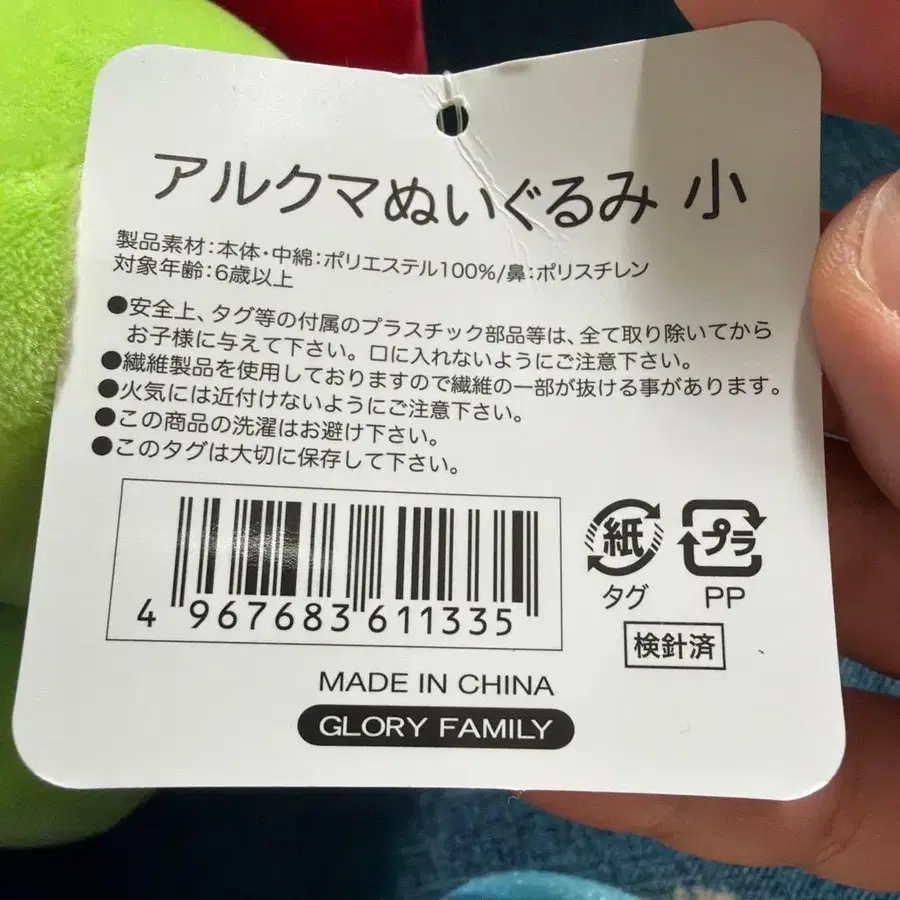 アルクマぬいぐるみ 小
製品素材:本体・中綿:ポリエステル100%/鼻:ポリスチレン
対象年齢:6歳以上
●安全上、タグ等の付属のプラスチック部品等は、全て取り除いてから
お子様に与えて下さい。口に入れないようにご注意下さい。
●繊維製品を使用しておりますので繊維の一部が抜ける事があります。
●火気には近付けないようにご注意下さい。
●この商品の洗濯はお避け下さい。
●このタグは大切に保存して下さい。
4 967683 611335
紙 プラ
タグ PP
検針済
MADE IN CHINA
GLORY FAMILY